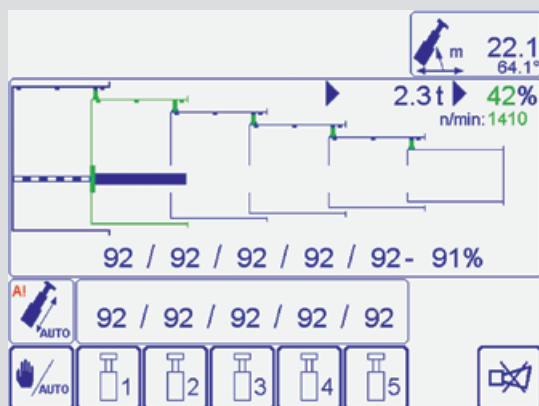 m 22.1
64.1°
2.3t 42%
n/min: 1410
92 / 92 / 92 / 92 / 92- 91%
A!
AUTO
92 / 92 / 92 / 92 / 92
/AUTO
1 2 3 4 5